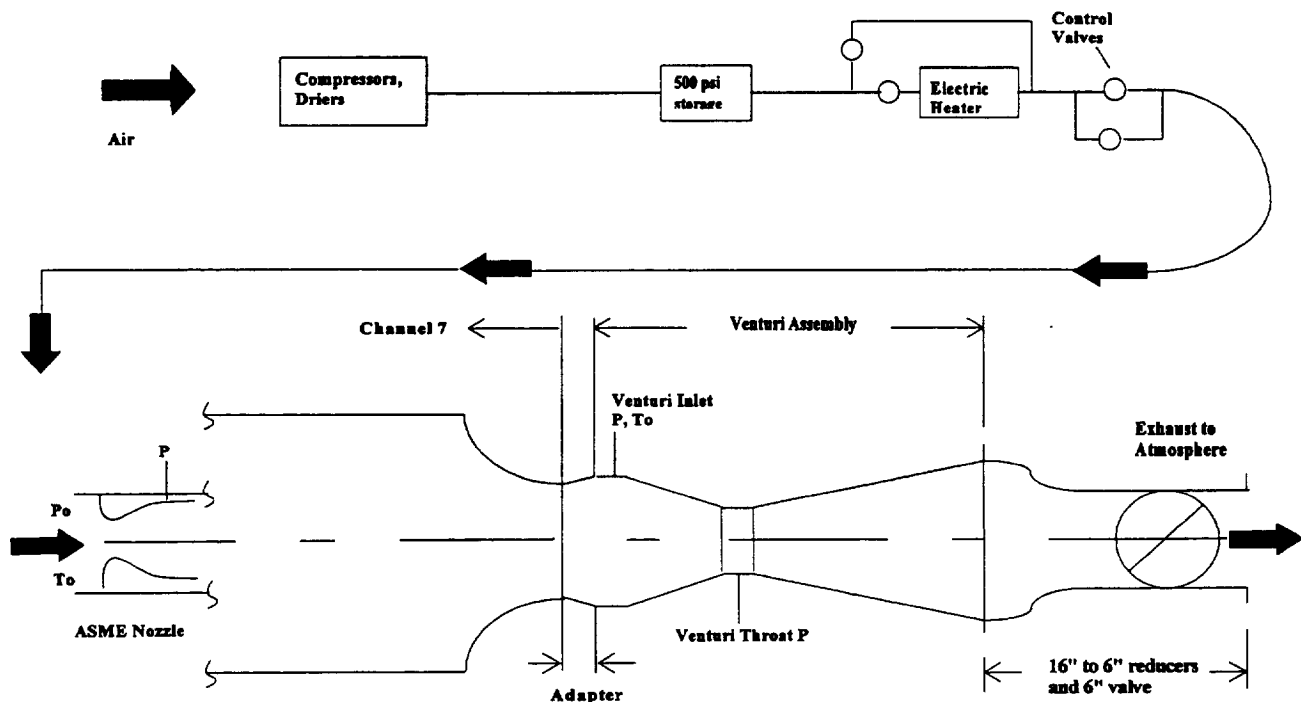 Control
Valves
Compressors,
Driers
500 psi
storage
Electric
Heater
Air
Channel 7
Venturi Assembly
Venturi Inlet
P, To
Exhaust to
Atmosphere
P
Po
To
ASME Nozzle
Venturi Throat P
Adapter
16" to 6" reducers
and 6" valve